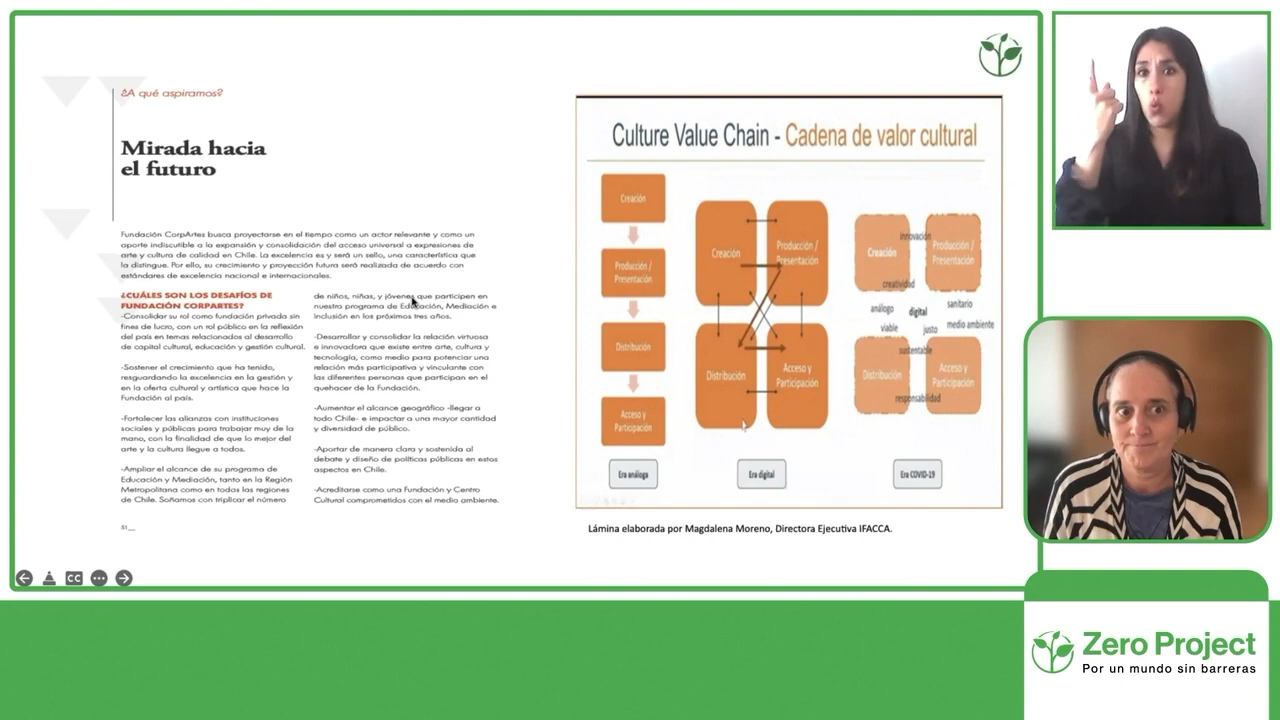 ¿A qué aspiramos?
Mirada hacia
el futuro
Fundación CorpArtes busca proyectarse en el tiempo como un actor relevante y como un
aporte indiscutible a la expansión y consolidación del acceso universal a expresiones de
arte y cultura de calidad en Chile. La excelencia es y será un sello, una característica que
la distingue. Por ello, su crecimiento y proyección futura será realizada de acuerdo con
estándares de excelencia nacional e internacionales.
¿CUÁLES SON LOS DESAFÍOS DE
FUNDACIÓN CORPARTES?
-Consolidar su rol como fundación privada sin
fines de lucro, con un rol público en la reflexión
del país en temas relacionados al desarrollo
de capital cultural, educación y gestión cultural.
-Sostener el crecimiento que ha tenido,
resguardando la excelencia en la gestión y
en la oferta cultural y artística que hace la
Fundación al país.
-Fortalecer las alianzas con instituciones
sociales y públicas para trabajar muy de la
mano, con la finalidad de que lo mejor del
arte y la cultura llegue a todos.
-Ampliar el alcance de su programa de
Educación y Mediación, tanto en la Región
Metropolitana como en todas las regiones
de Chile. Soñamos con triplicar el número
de niños, niñas, y jóvenes que participen en
nuestro programa de Educación, Mediación e
Inclusión en los próximos tres años.
-Desarrollar y consolidar la relación virtuosa
e innovadora que existe entre arte, cultura y
tecnología, como medio para potenciar una
relación más participativa y vinculante con
las diferentes personas que participan en el
quehacer de la Fundación.
-Aumentar el alcance geográfico -llegar a
todo Chile- e impactar a una mayor cantidad
y diversidad de público.
-Aportar de manera clara y sostenida al
debate y diseño de políticas públicas en estos
aspectos en Chile.
-Acreditarse como una Fundación y Centro
Cultural comprometidos con el medio ambiente.
51__
Culture Value Chain - Cadena de valor cultural
Creación
Producción /
Presentación
Distribución
Acceso y
Participación
Era análoga
Creación
Producción /
Presentación
Distribución
Acceso y
Participación
Era digital
Creación
innovación
Producción /
Presentación
creatividad
análogo
digital
sanitario
viable
justo
medio ambiente
sustentable
Distribución
Acceso y
Participación
responsabilidad
Era COVID-19
Lámina elaborada por Magdalena Moreno, Directora Ejecutiva IFACCA.
CC
Zero Project
Por un mundo sin barreras